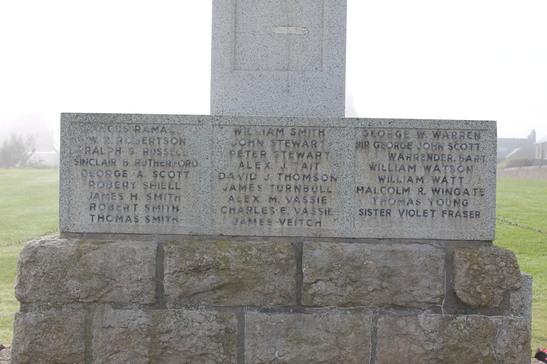 RAMAGE
W. B. ROBERTSON
RALPH S. RUSSELL
SINCLAIR B. RUTHERFORD
GEORGE A. SCOTT
ROBERT SHIELL
JAMES H. SMITH
ROBERT SMITH
THOMAS SMITH
WILLIAM SMITH
JOHN STEWART
PETER STEWART
ALEX. J. TAIT
DAVID J. THOMSON
JAMES TURNBULL
ALEX. M. VASSIE
CHARLES E. VASSIE
JAMES VEITCH
GEORGE W. WARREN
SIR GEORGE JOHN SCOTT
WARRENDER BART
WILLIAM WATSON
WILLIAM WATT
MALCOLM R. WINGATE
THOMAS YOUNG
SISTER VIOLET FRASER